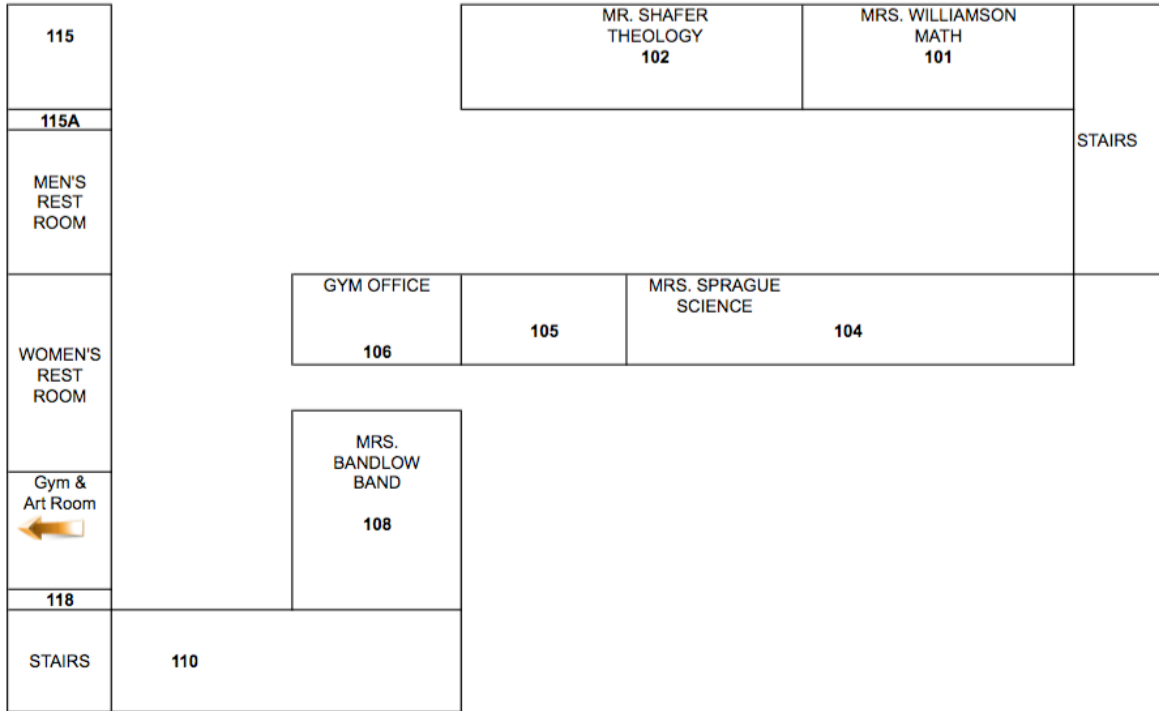 115
115A
MEN'S
REST
ROOM
WOMEN'S
REST
ROOM
Gym &
Art Room
118
STAIRS
110
MR. SHAFER
THEOLOGY
102
MRS. WILLIAMSON
MATH
101
STAIRS
GYM OFFICE
106
105
MRS. SPRAGUE
SCIENCE
104
MRS.
BANDLOW
BAND
108